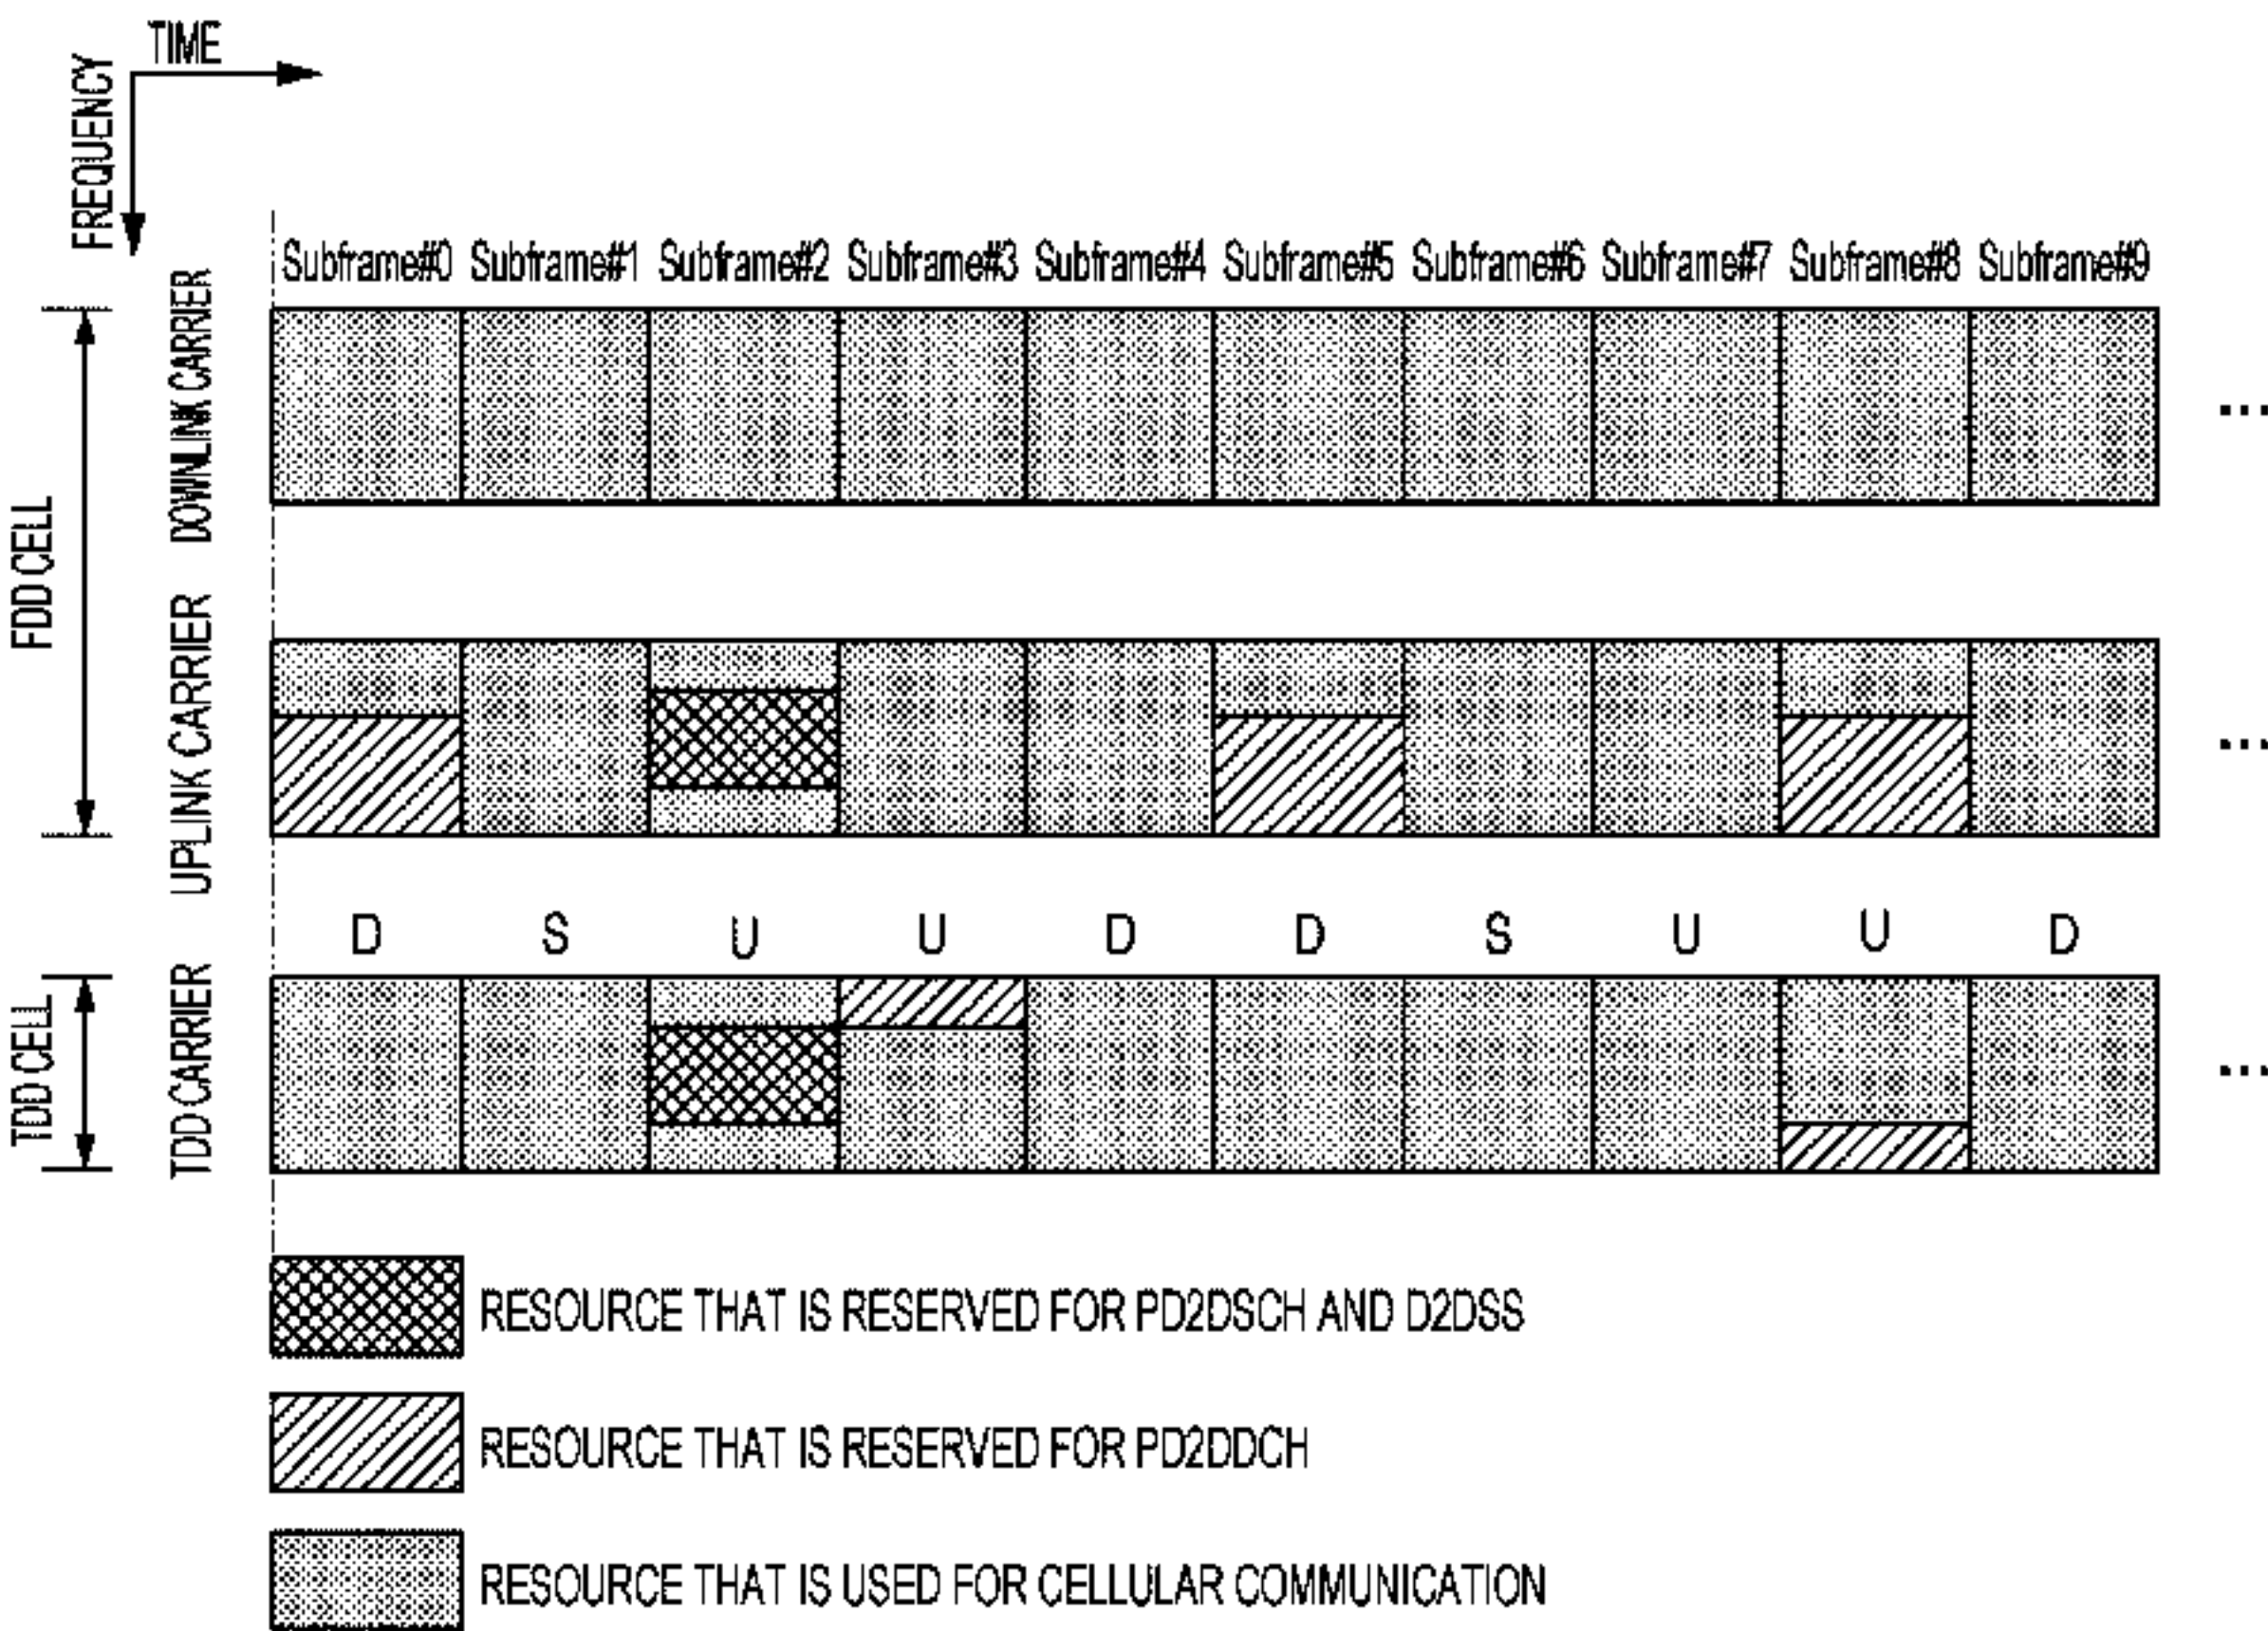 TIME
FREQUENCY
Subframe#0 Subframe#1 Subframe#2 Subframe#3 Subframe#4 Subframe#5 Subframe#6 Subframe#7 Subframe#8 Subframe#9
FDD CELL
DOWNLINK CARRIER
...
UPLINK CARRIER
...
D S U U D D S U U D
TDD CELL
TDD CARRIER
...
RESOURCE THAT IS RESERVED FOR PD2DSCH AND D2DSS
RESOURCE THAT IS RESERVED FOR PD2DDCH
RESOURCE THAT IS USED FOR CELLULAR COMMUNICATION